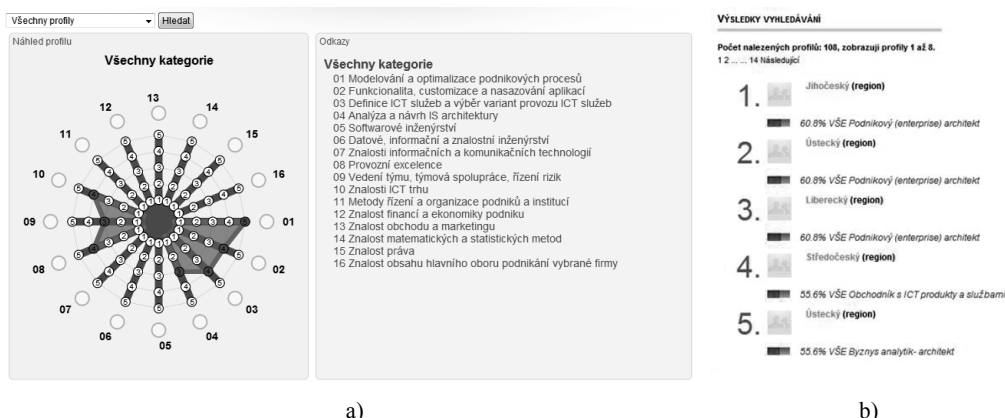 Všechny profily
Hledat
Náhled profilu
Všechny kategorie
13
12
14
11
15
10
16
09
01
08
02
07
03
06
04
05
Odkazy
Všechny kategorie
01 Modelování a optimalizace podnikových procesů
02 Funkcionalita, customizace a nasazování aplikací
03 Definice ICT služeb a výběr variant provozu ICT služeb
04 Analýza a návrh IS architektury
05 Softwarové inženýrství
06 Datové, informační a znalostní inženýrství
07 Znalosti informačních a komunikačních technologií
08 Provozní excelence
09 Vedení týmu, týmová spolupráce, řízení rizik
10 Znalosti ICT trhu
11 Metody řízení a organizace podniků a institucí
12 Znalost financí a ekonomiky podniku
13 Znalost obchodu a marketingu
14 Znalost matematických a statistických metod
15 Znalost práva
16 Znalost obsahu hlavního oboru podnikání vybrané firmy
a)
VÝSLEDKY VYHLEDÁVÁNÍ
Počet nalezených profilů: 108, zobrazuji profily 1 až 8.
1 2 ... ... 14 Následující
1. Jihočeský (region)
60.8% VŠE Podnikový (enterprise) architekt
2. Ústecký (region)
60.8% VŠE Podnikový (enterprise) architekt
3. Liberecký (region)
60.8% VŠE Podnikový (enterprise) architekt
4. Středočeský (region)
55.6% VŠE Obchodník s ICT produkty a službami
5. Ústecký (region)
55.6% VŠE Byznys analytik- architekt
b)